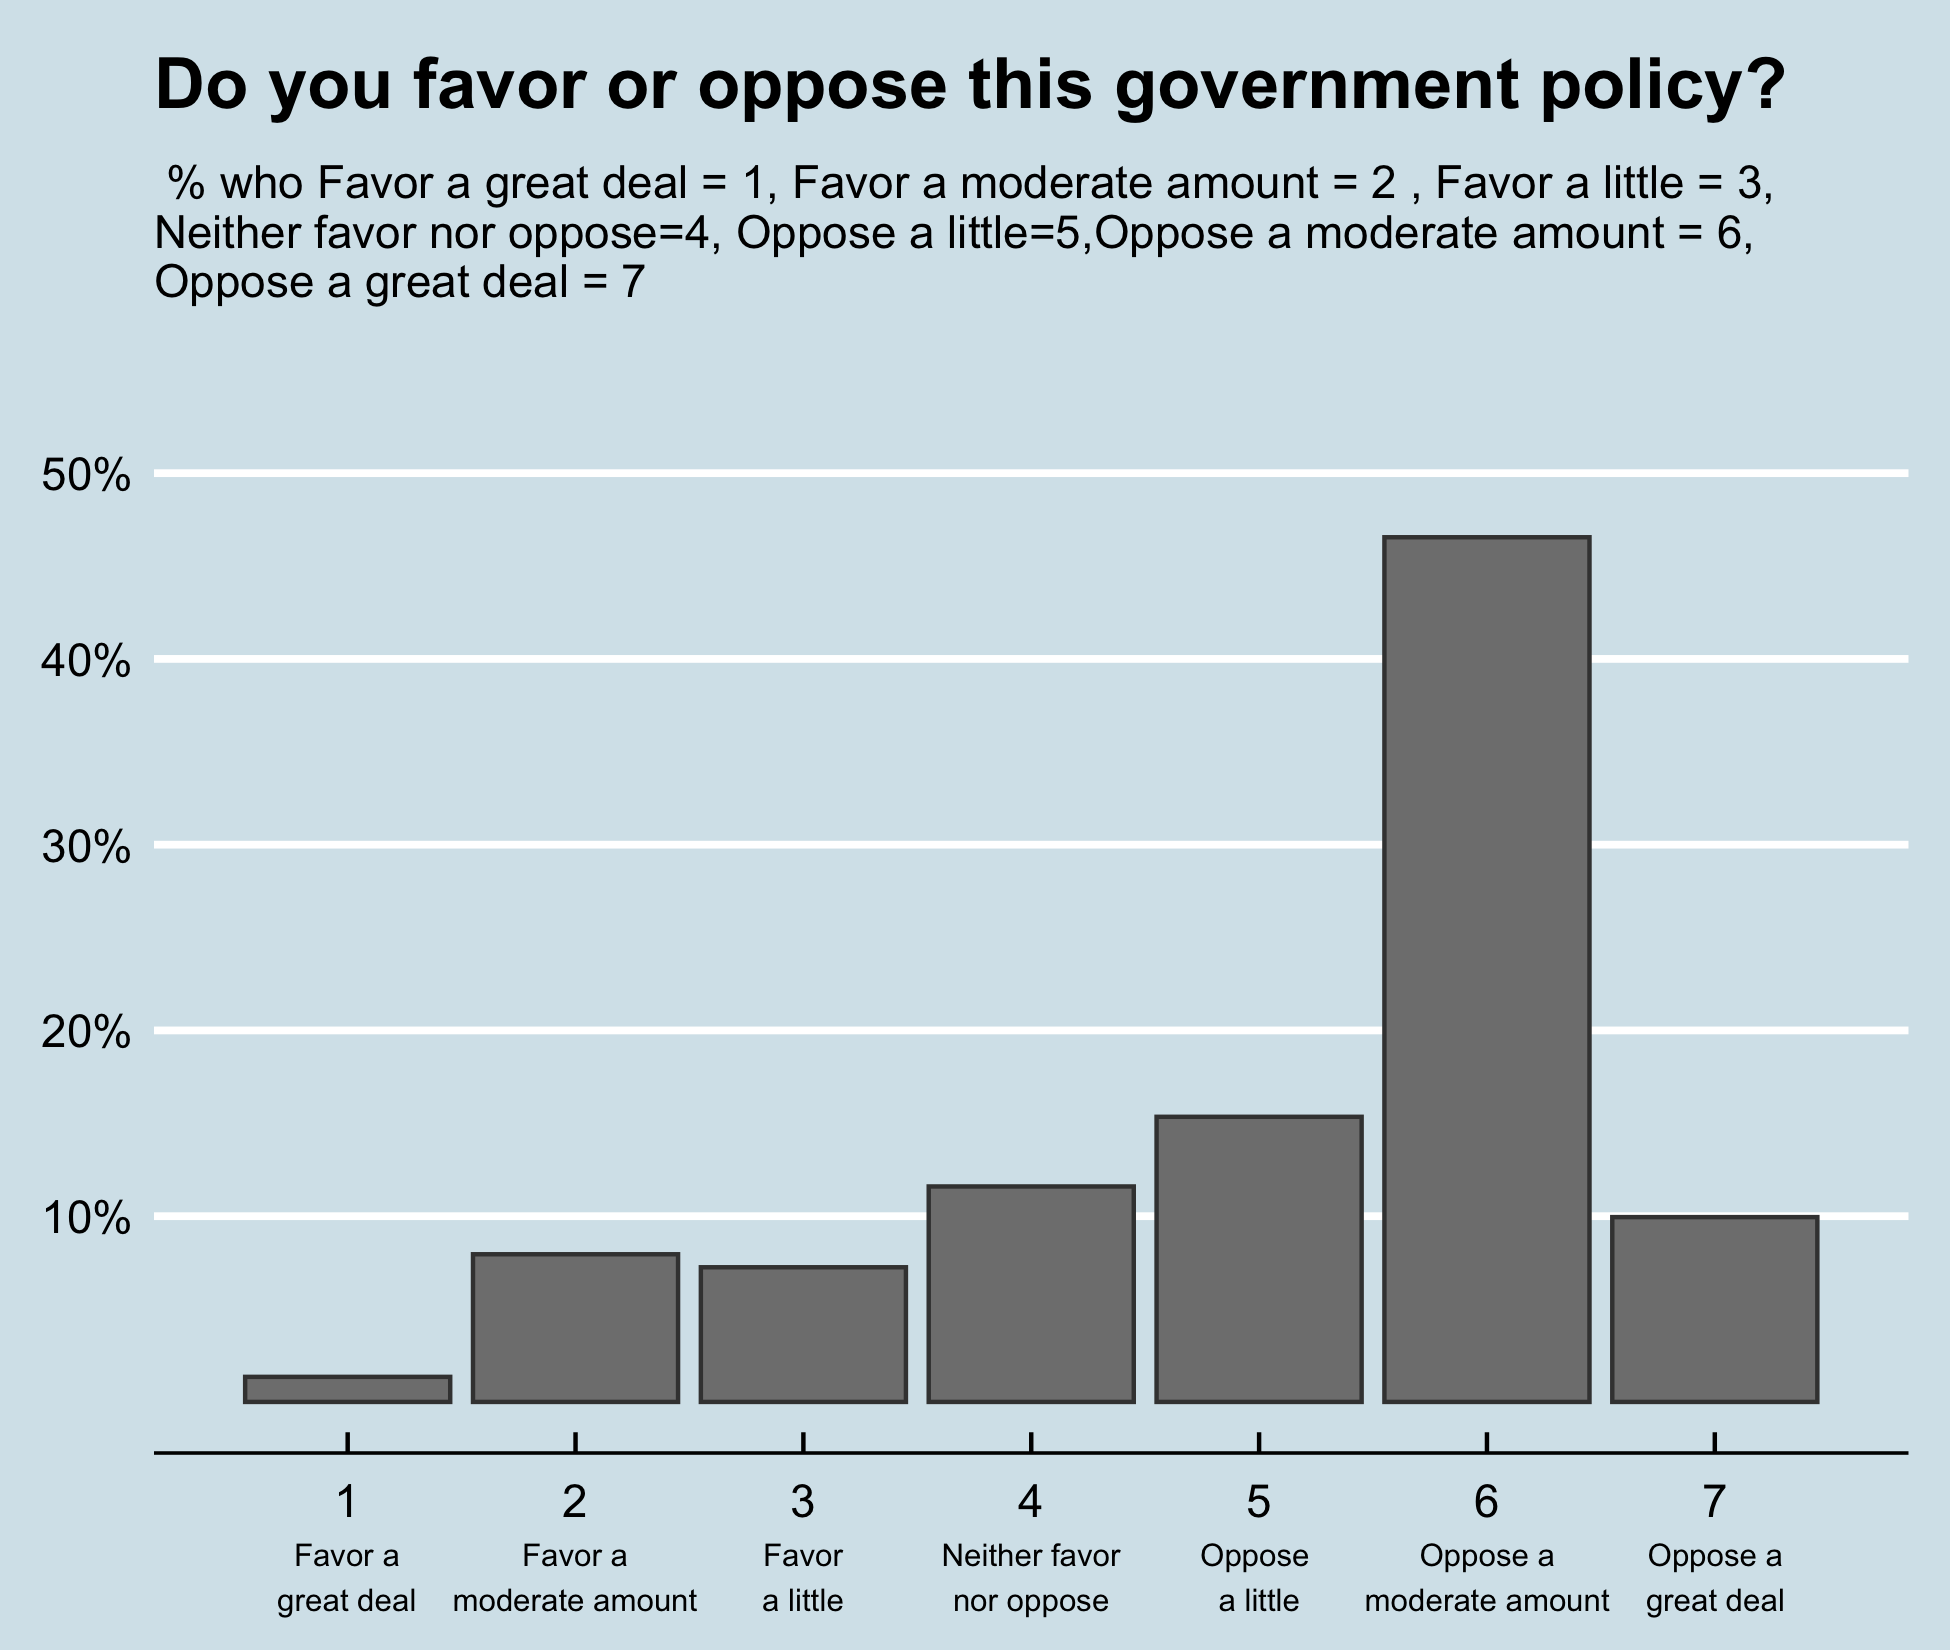 Do you favor or oppose this government policy?
% who Favor a great deal = 1, Favor a moderate amount = 2 , Favor a little = 3,
Neither favor nor oppose=4, Oppose a little=5,Oppose a moderate amount = 6,
Oppose a great deal = 7
50%
40%
30%
20%
10%
1 2 3 4 5 6 7
Favor a Favor a Favor Neither favor Oppose Oppose a Oppose a
great deal moderate amount a little nor oppose a little moderate amount great deal